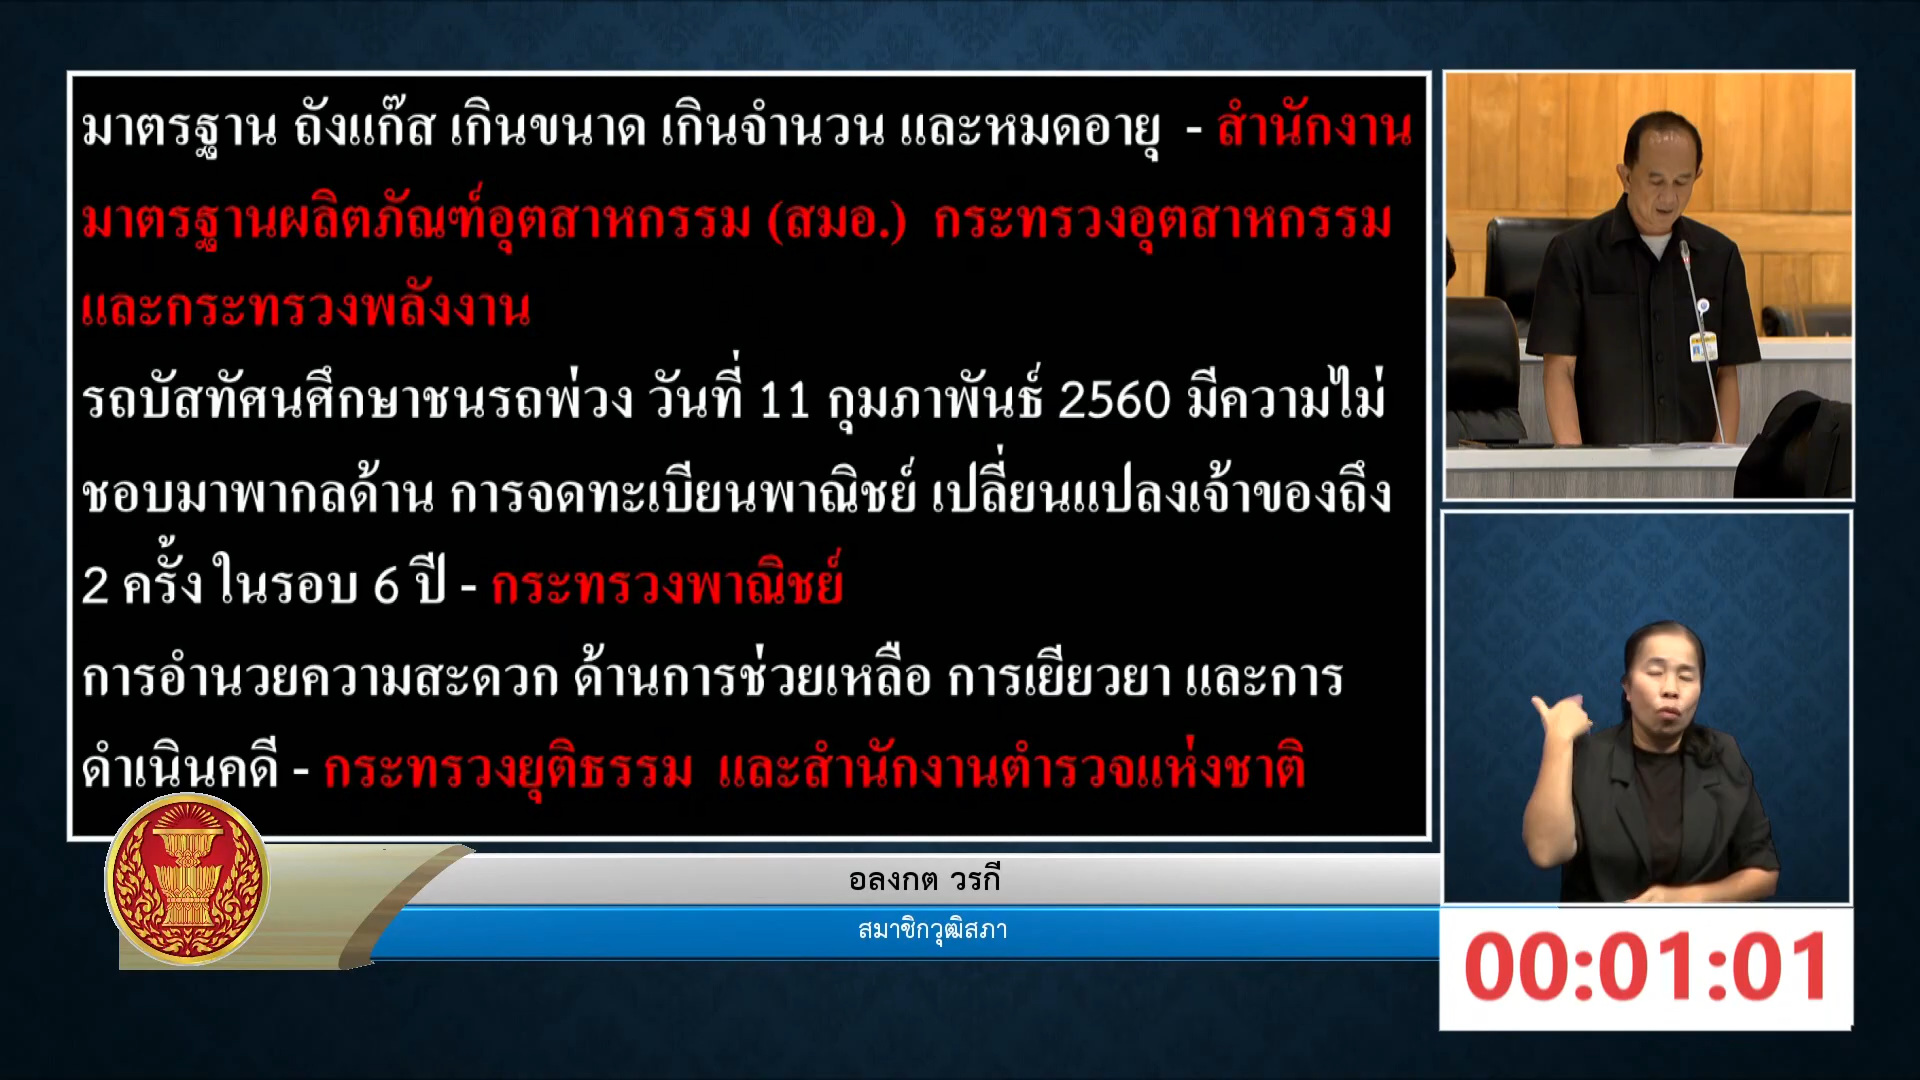 มาตรฐาน ถังแก๊ส เกินขนาด เกินจำนวน และหมดอายุ - สำนักงาน
มาตรฐานผลิตภัณฑ์อุตสาหกรรม (สมอ.) กระทรวงอุตสาหกรรม
และกระทรวงพลังงาน
รถบัสทัศนศึกษาชนรถพ่วง วันที่ 11 กุมภาพันธ์ 2560 มีความไม่
ชอบมาพากลด้าน การจดทะเบียนพาณิชย์ เปลี่ยนแปลงเจ้าของถึง
2 ครั้ง ในรอบ 6 ปี - กระทรวงพาณิชย์
การอำนวยความสะดวก ด้านการช่วยเหลือ การเยียวยา และการ
ดำเนินคดี - กระทรวงยุติธรรม และสำนักงานตำรวจแห่งชาติ
อลงกต วรกี
สมาชิกวุฒิสภา
00:01:01